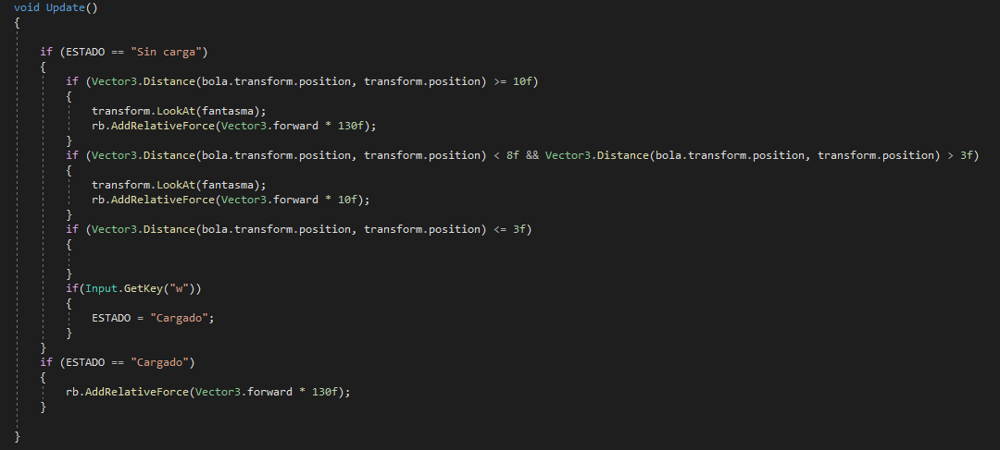 void Update()
{
if (ESTADO == "Sin carga")
{
if (Vector3.Distance(bola.transform.position, transform.position) >= 10f)
{
transform.LookAt(fantasma);
rb.AddRelativeForce(Vector3.forward * 130f);
}
if (Vector3.Distance(bola.transform.position, transform.position) < 8f && Vector3.Distance(bola.transform.position, transform.position) > 3f)
{
transform.LookAt(fantasma);
rb.AddRelativeForce(Vector3.forward * 10f);
}
if (Vector3.Distance(bola.transform.position, transform.position) <= 3f)
{
}
if(Input.GetKey("w"))
{
ESTADO = "Cargado";
}
}
if (ESTADO == "Cargado")
{
rb.AddRelativeForce(Vector3.forward * 130f);
}
}